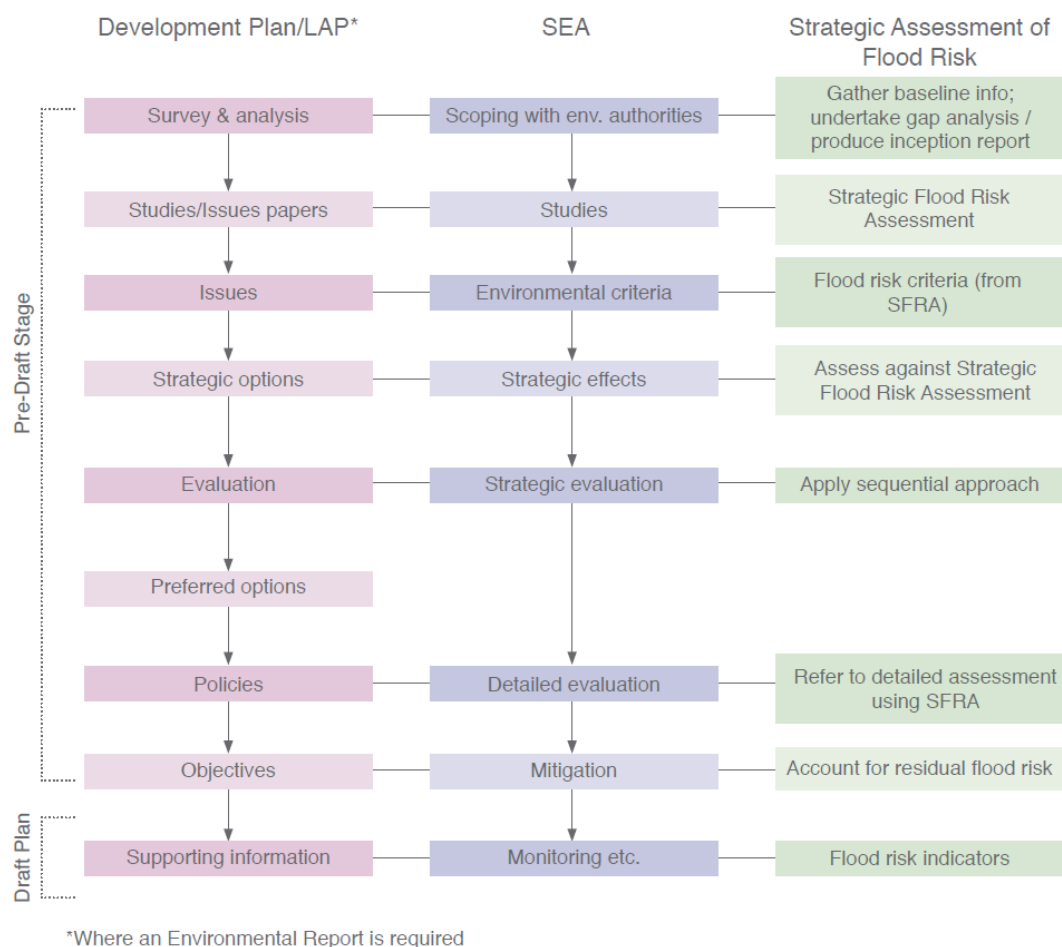 Development Plan/LAP*
SEA
Strategic Assessment of
Flood Risk
Survey & analysis
Scoping with env. authorities
Gather baseline info;
undertake gap analysis /
produce inception report
Studies/Issues papers
Studies
Strategic Flood Risk
Assessment
Issues
Environmental criteria
Flood risk criteria (from
SFRA)
Strategic options
Strategic effects
Assess against Strategic
Flood Risk Assessment
Evaluation
Strategic evaluation
Apply sequential approach
Preferred options
Policies
Detailed evaluation
Refer to detailed assessment
using SFRA
Objectives
Mitigation
Account for residual flood risk
Supporting information
Monitoring etc.
Flood risk indicators
Pre-Draft Stage
Draft Plan
*Where an Environmental Report is required